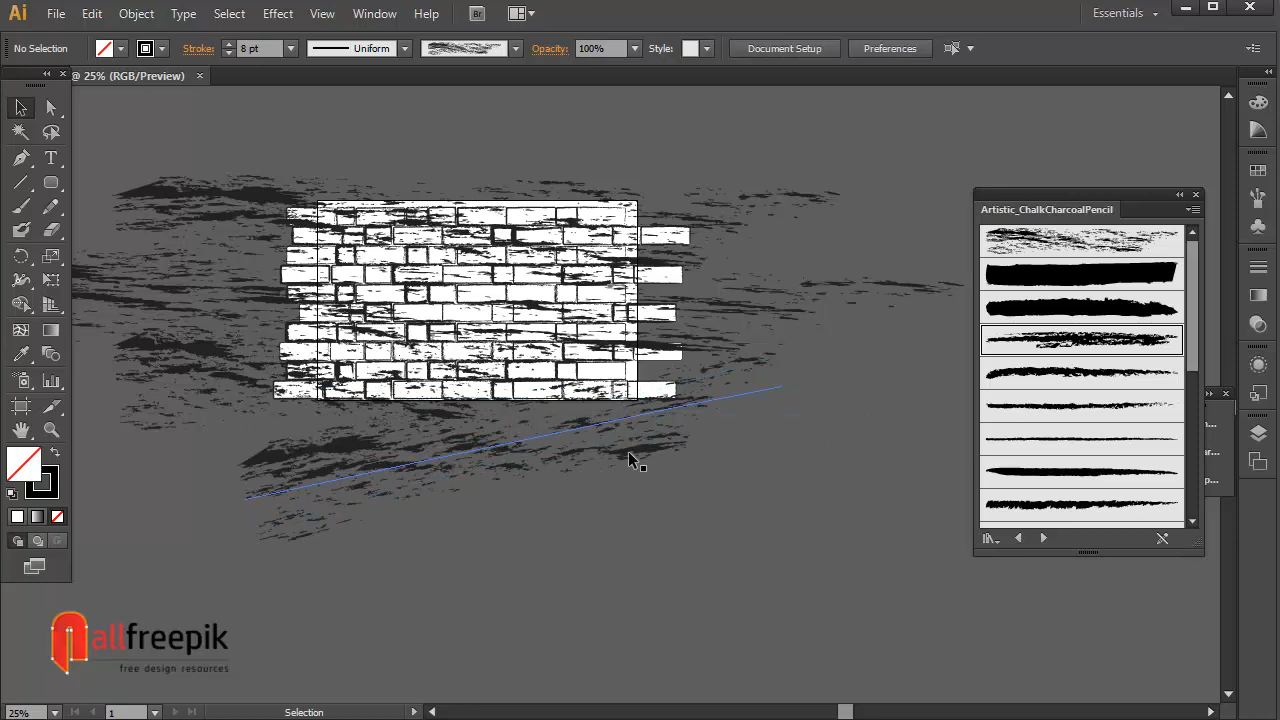 Ai File Edit Object Type Select Effect View Window Help Br Essentials
No Selection Stroke: 8 pt Uniform Opacity: 100% Style: Document Setup Preferences
@ 25% (RGB/Preview)
Artistic_ChalkCharcoalPencil
n...
ar...
p...
allfreepik
free design resources
25% 1 Selection